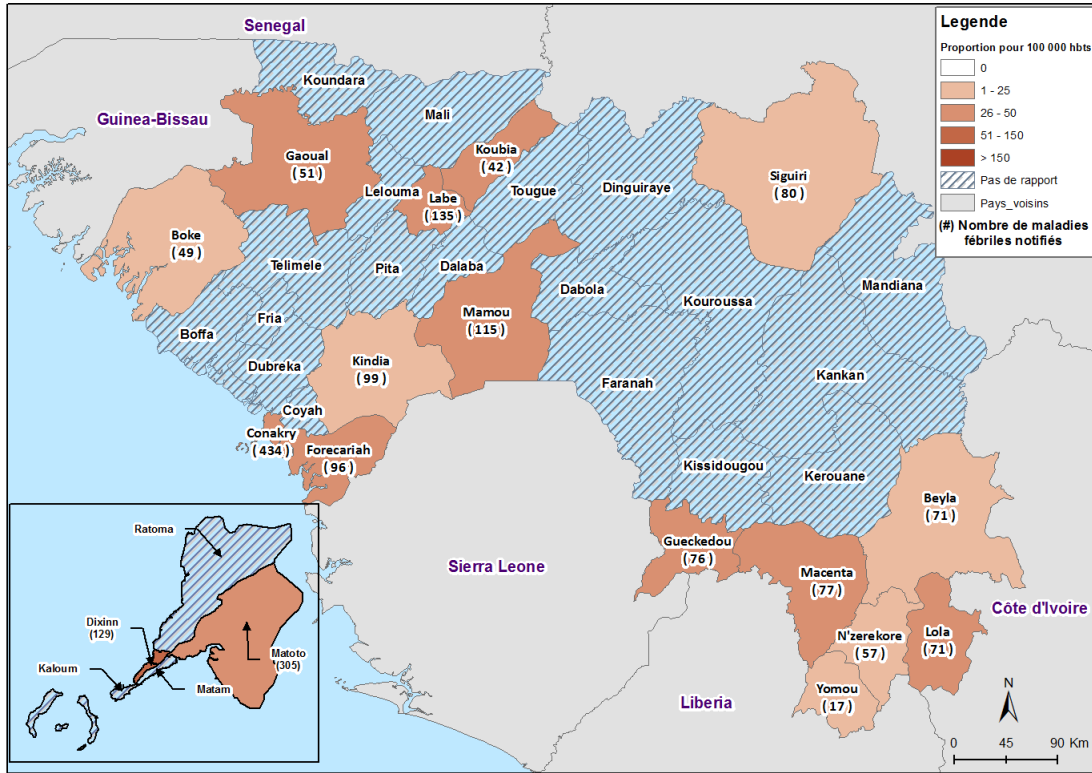 Senegal
Guinea-Bissau
Koundara
Mali
Gaoual
( 51 )
Koubia
( 42 )
Lelouma
Labe
( 135 )
Tougue
Dinguiraye
Siguiri
( 80 )
Boke
( 49 )
Telimele
Pita
Dalaba
Dabola
Kouroussa
Mandiana
Boffa
Fria
Mamou
( 115 )
Dubreka
Kindia
( 99 )
Kankan
Faranah
Coyah
Conakry
( 434 )
Forecariah
( 96 )
Kissidougou
Kerouane
Beyla
( 71 )
Gueckedou
( 76 )
Macenta
( 77 )
Sierra Leone
Côte d'Ivoire
N'zerekore
( 57 )
Lola
( 71 )
Yomou
( 17 )
Liberia
Ratoma
Dixinn
(129)
Kaloum
Matam
Matoto
(305)
Legende
Proportion pour 100 000 hbts
0
1 - 25
26 - 50
51 - 150
> 150
Pas de rapport
Pays_voisins
(#) Nombre de maladies
fébriles notifiés
N
0 45 90 Km